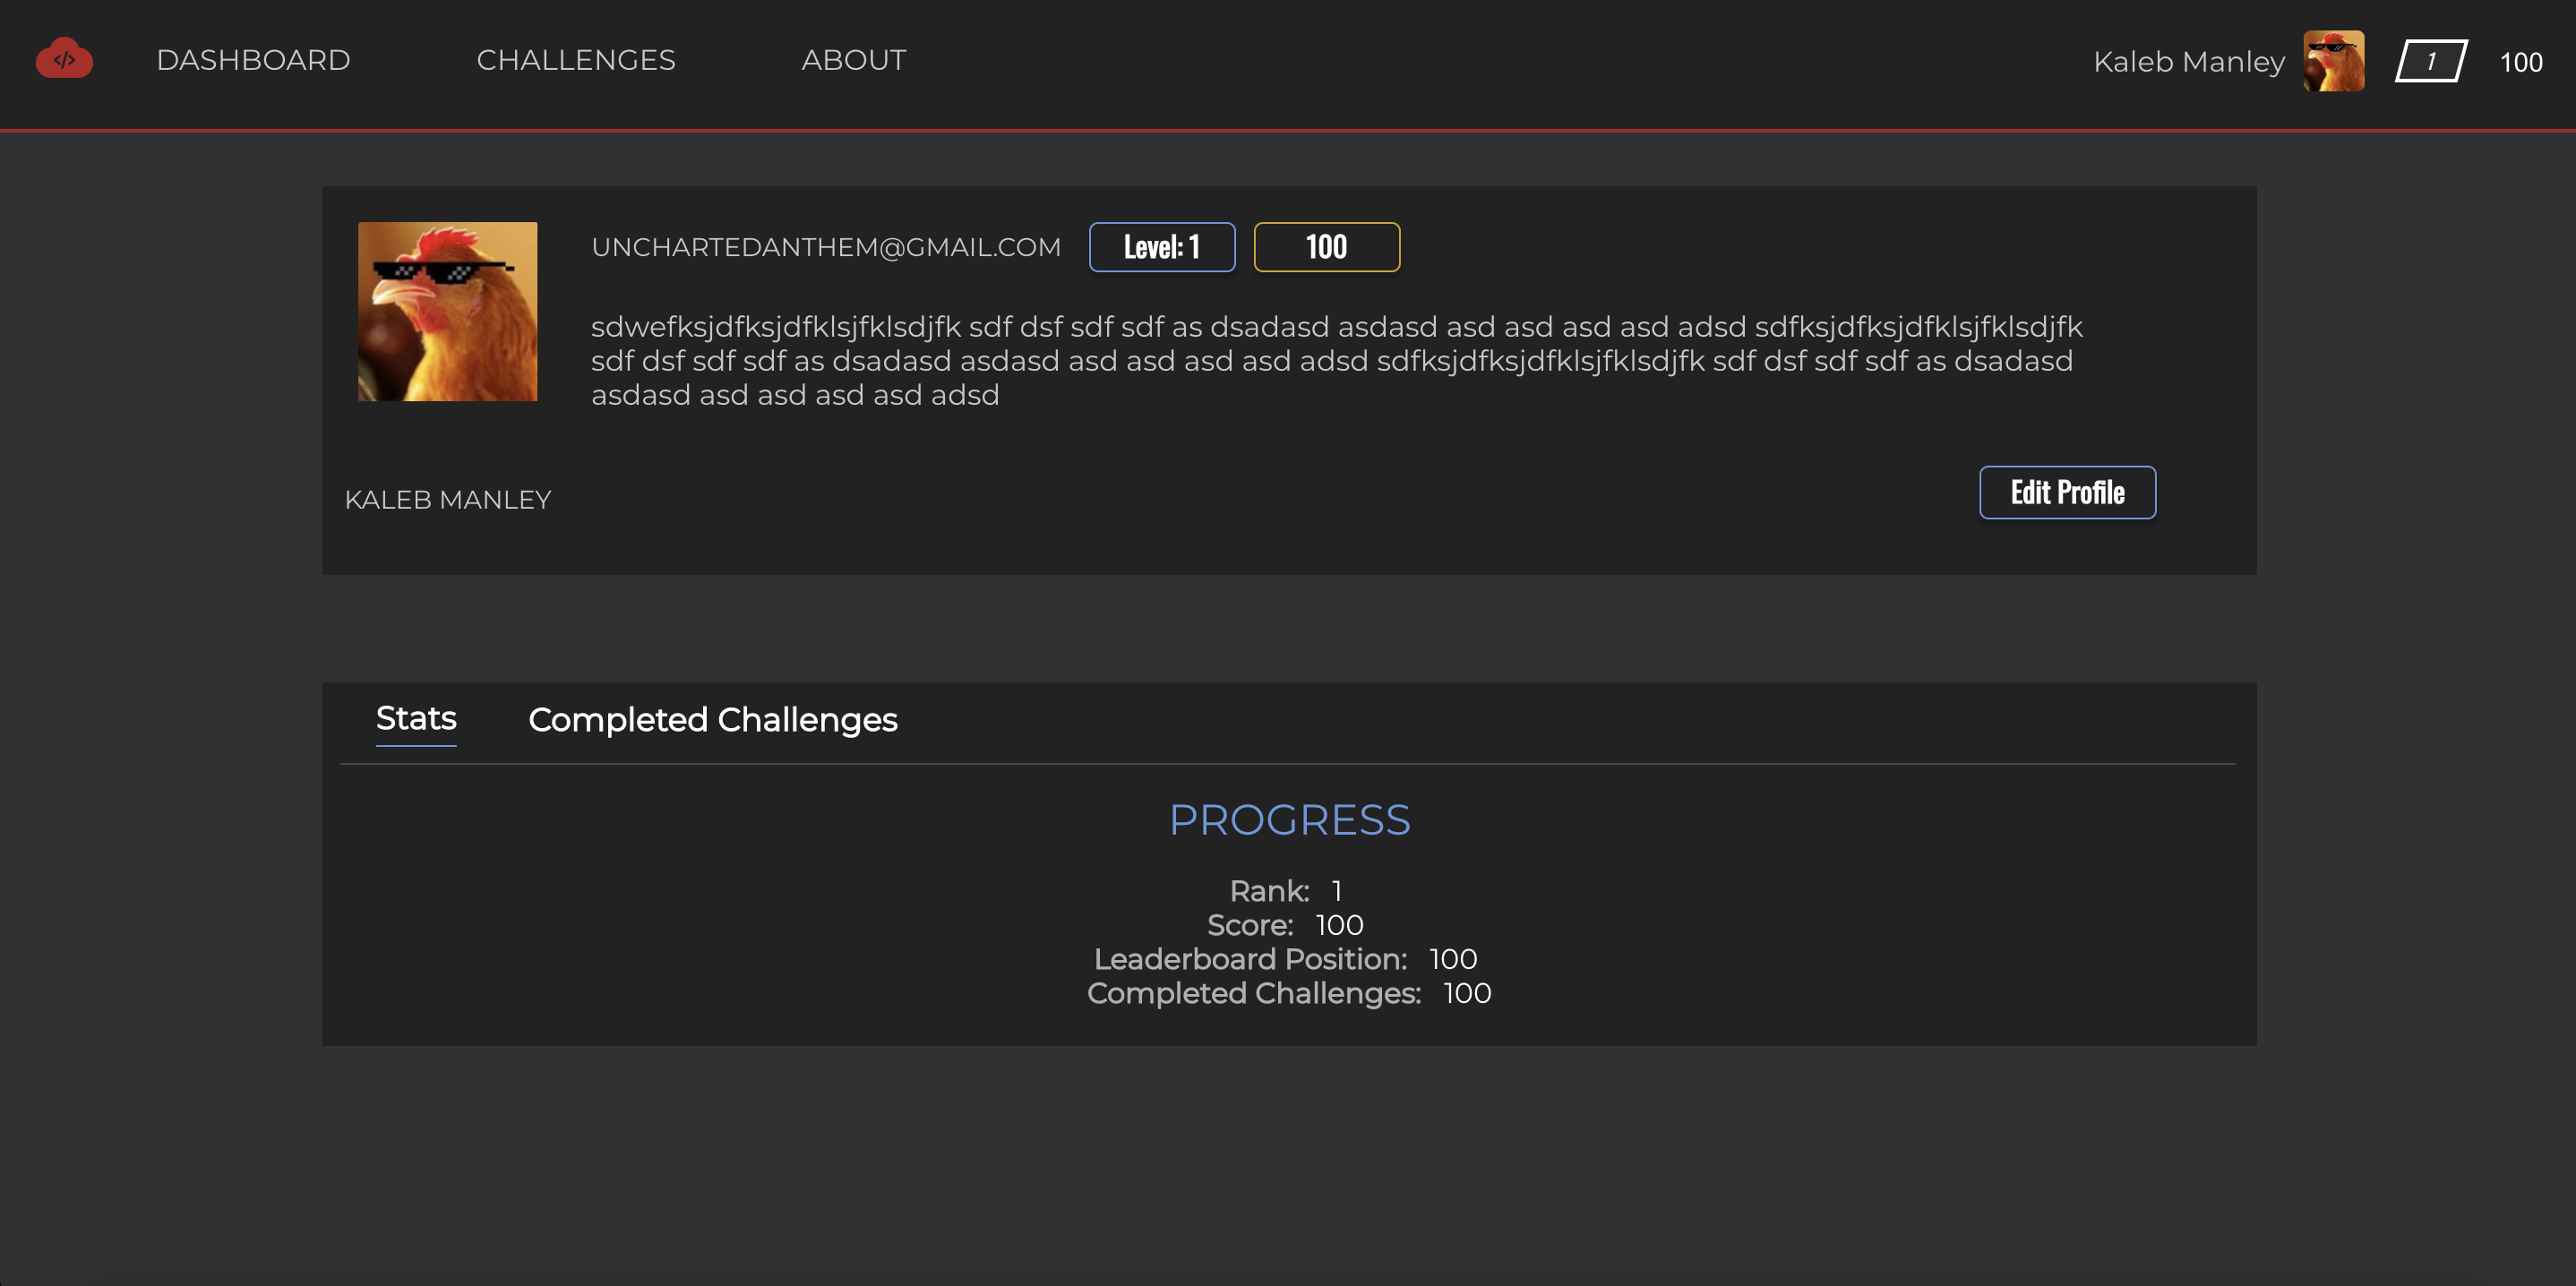 </>
DASHBOARD CHALLENGES ABOUT Kaleb Manley 1 100
UNCHARTEDANTHEM@GMAIL.COM Level: 1 100
sdwefksjdfksjdfklsjfklsdjfk sdf dsf sdf sdf as dsadasd asdasd asd asd asd asd adsd sdfksjdfksjdfklsjfklsdjfk
sdf dsf sdf sdf as dsadasd asdasd asd asd asd asd adsd sdfksjdfksjdfklsjfklsdjfk sdf dsf sdf sdf as dsadasd
asdasd asd asd asd asd adsd
KALEB MANLEY
Edit Profile
Stats Completed Challenges
PROGRESS
Rank: 1
Score: 100
Leaderboard Position: 100
Completed Challenges: 100